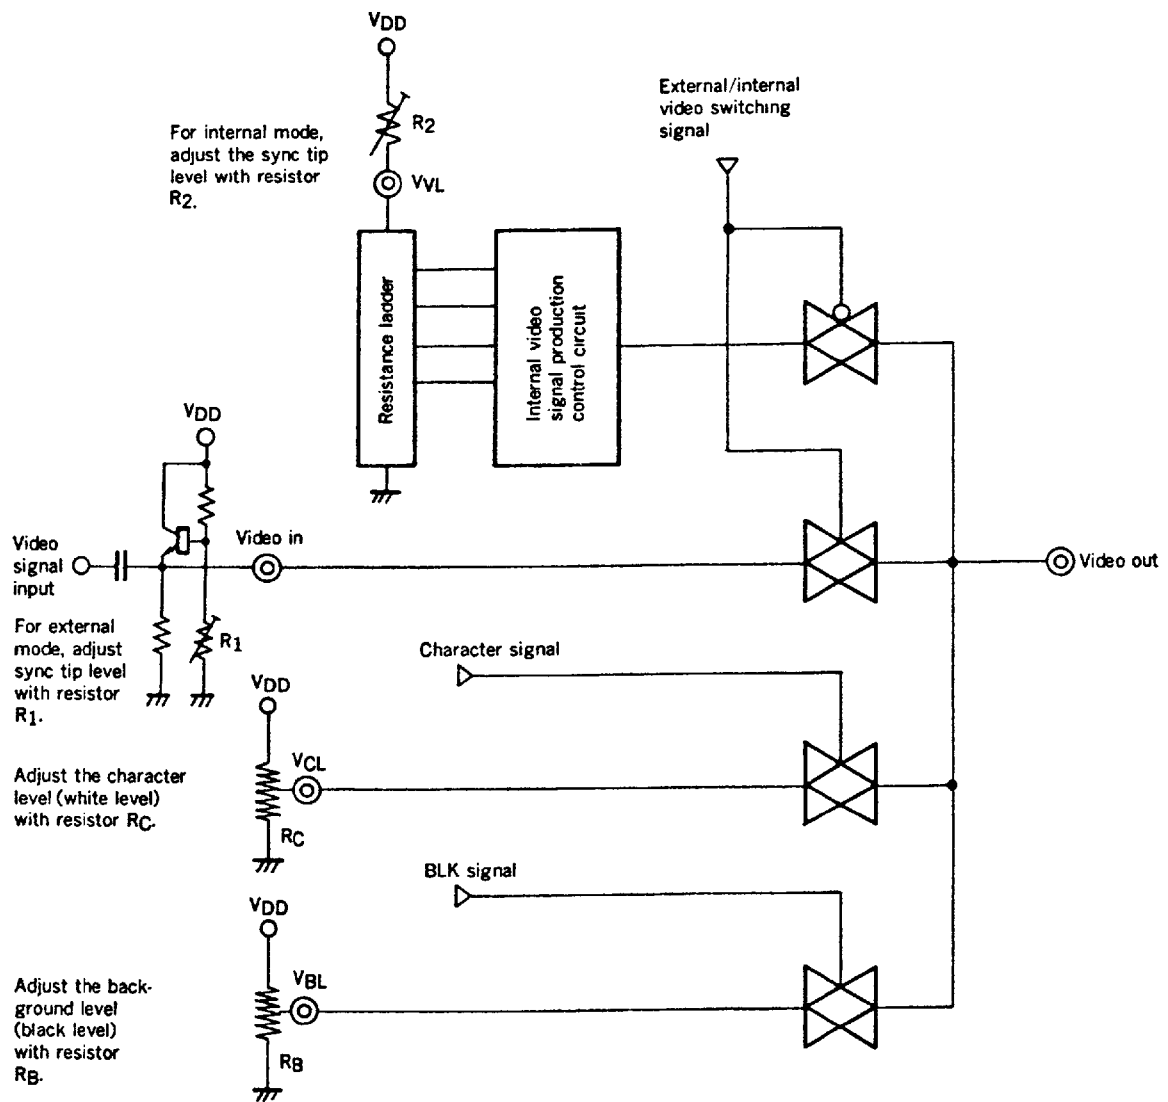 VDD
External/internal
video switching
signal
For internal mode,
adjust the sync tip
level with resistor
R2.
R2
VVL
Resistance ladder
Internal video
signal production
control circuit
VDD
Video
signal
input
Video in
Video out
For external
mode, adjust
sync tip level
with resistor
R1.
R1
Character signal
VDD
VCL
Adjust the character
level (white level)
with resistor RC.
RC
BLK signal
VDD
VBL
Adjust the back-
ground level
(black level)
with resistor
RB.
RB